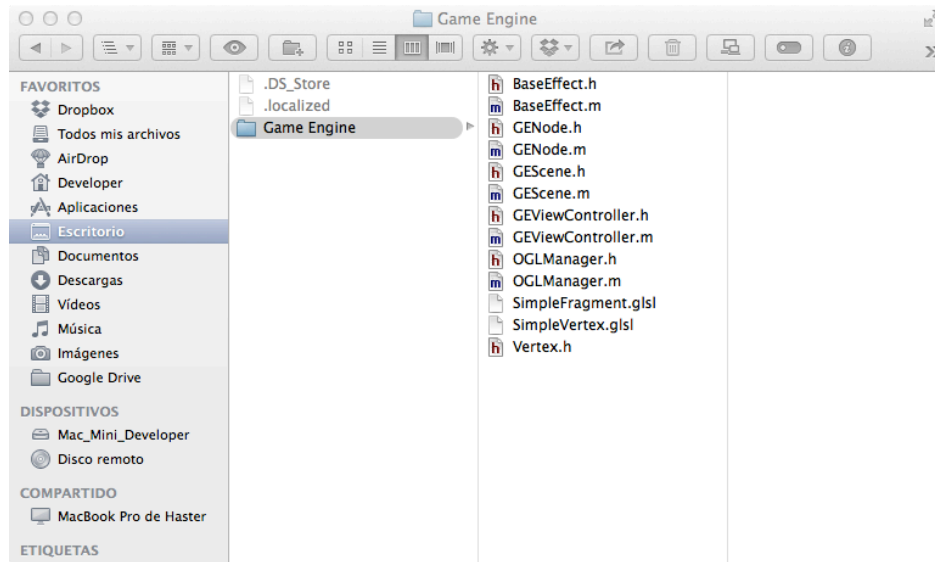 Game Engine
FAVORITOS
Dropbox
Todos mis archivos
AirDrop
Developer
Aplicaciones
Escritorio
Documentos
Descargas
Vídeos
Música
Imágenes
Google Drive
DISPOSITIVOS
Mac_Mini_Developer
Disco remoto
COMPARTIDO
MacBook Pro de Haster
ETIQUETAS
.DS_Store
.localized
Game Engine
h BaseEffect.h
m BaseEffect.m
h GENode.h
m GENode.m
h GEScene.h
m GEScene.m
h GEViewController.h
m GEViewController.m
h OGLManager.h
m OGLManager.m
SimpleFragment.glsl
SimpleVertex.glsl
h Vertex.h